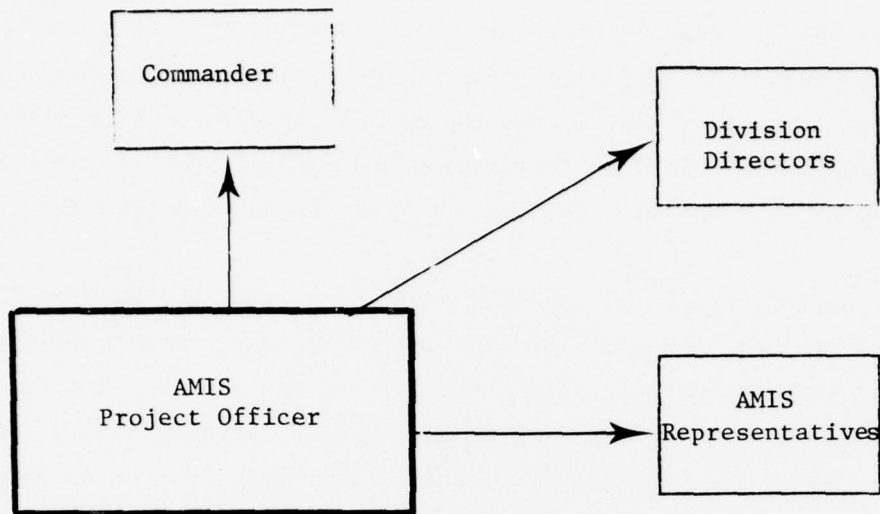 Commander
Division
Directors
AMIS
Project Officer
AMIS
Representatives